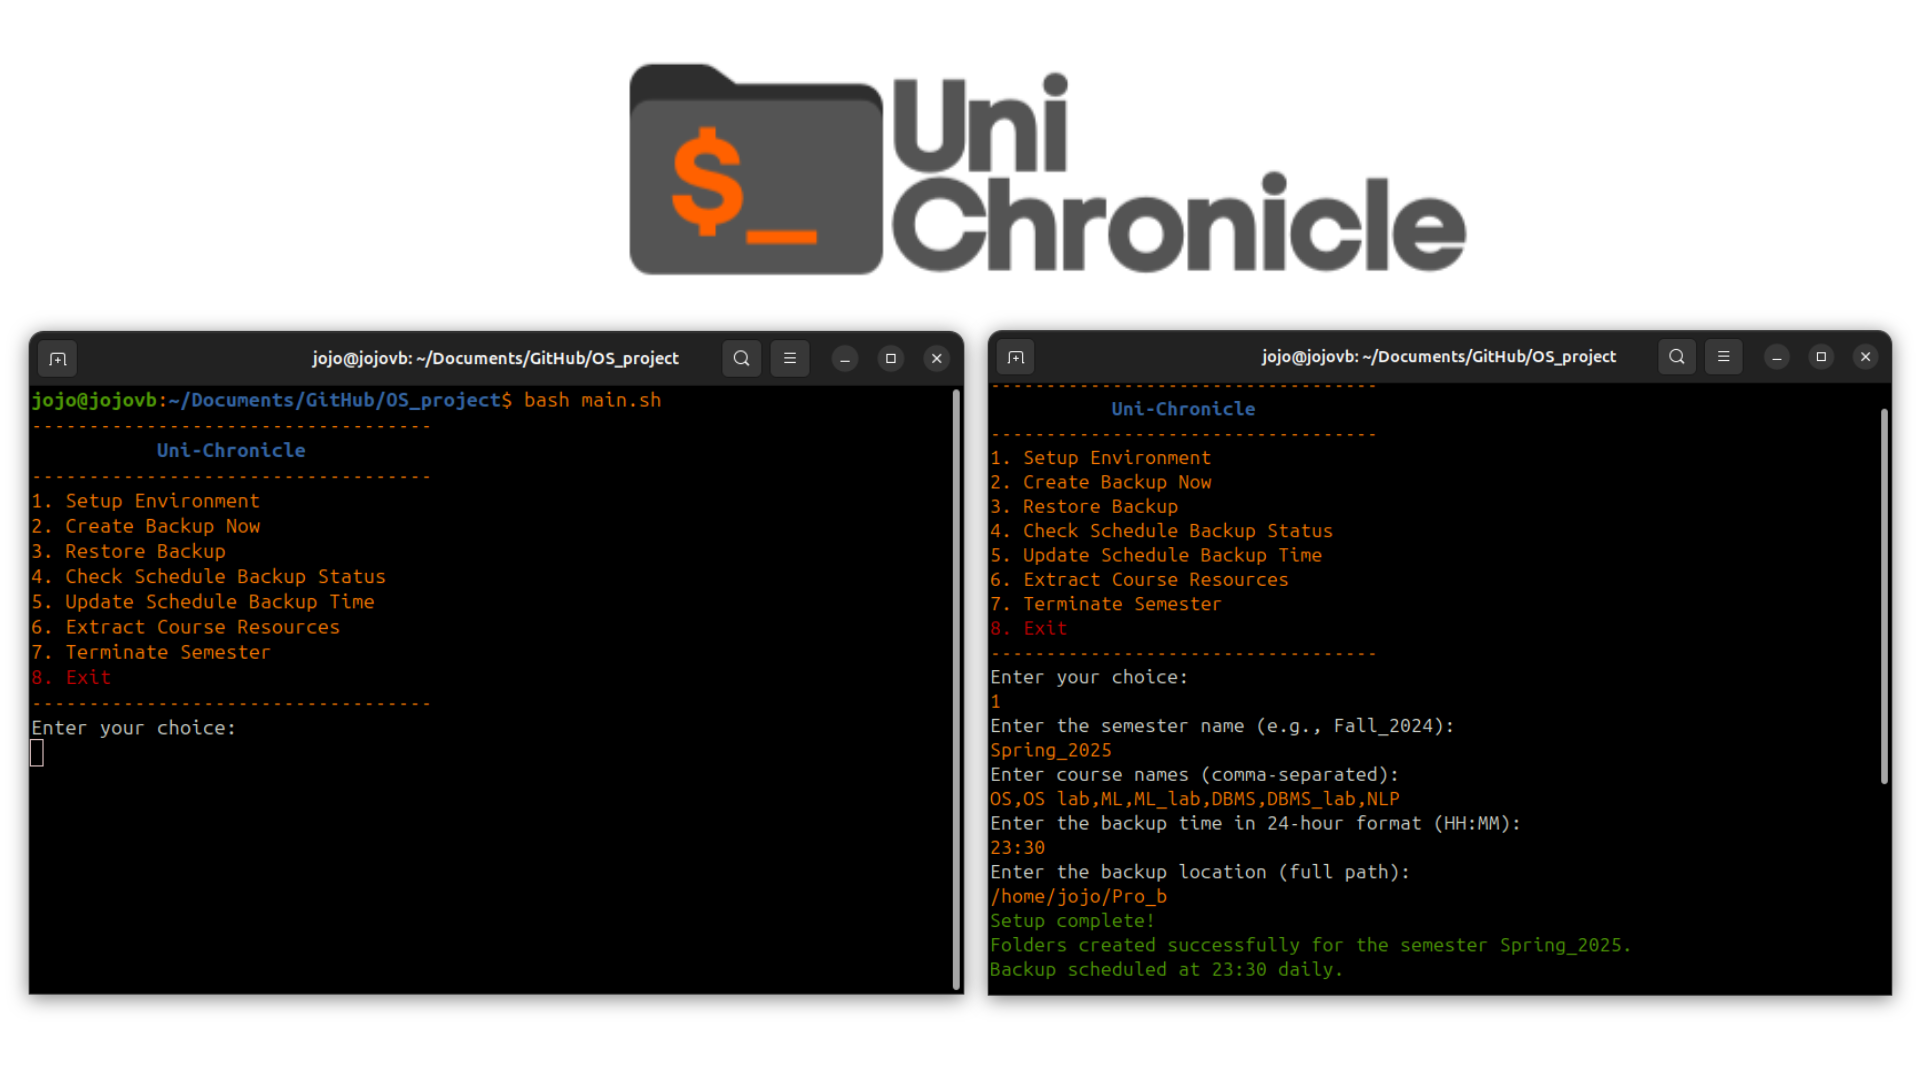 $_
Uni
Chronicle
jojo@jojovb: ~/Documents/GitHub/OS_project
jojo@jojovb:~/Documents/GitHub/OS_project$ bash main.sh
-----------------------------------
Uni-Chronicle
-----------------------------------
1. Setup Environment
2. Create Backup Now
3. Restore Backup
4. Check Schedule Backup Status
5. Update Schedule Backup Time
6. Extract Course Resources
7. Terminate Semester
8. Exit
-----------------------------------
Enter your choice:
jojo@jojovb: ~/Documents/GitHub/OS_project
-----------------------------------
Uni-Chronicle
-----------------------------------
1. Setup Environment
2. Create Backup Now
3. Restore Backup
4. Check Schedule Backup Status
5. Update Schedule Backup Time
6. Extract Course Resources
7. Terminate Semester
8. Exit
-----------------------------------
Enter your choice:
1
Enter the semester name (e.g., Fall_2024):
Spring_2025
Enter course names (comma-separated):
OS,OS lab,ML,ML_lab,DBMS,DBMS_lab,NLP
Enter the backup time in 24-hour format (HH:MM):
23:30
Enter the backup location (full path):
/home/jojo/Pro_b
Setup complete!
Folders created successfully for the semester Spring_2025.
Backup scheduled at 23:30 daily.